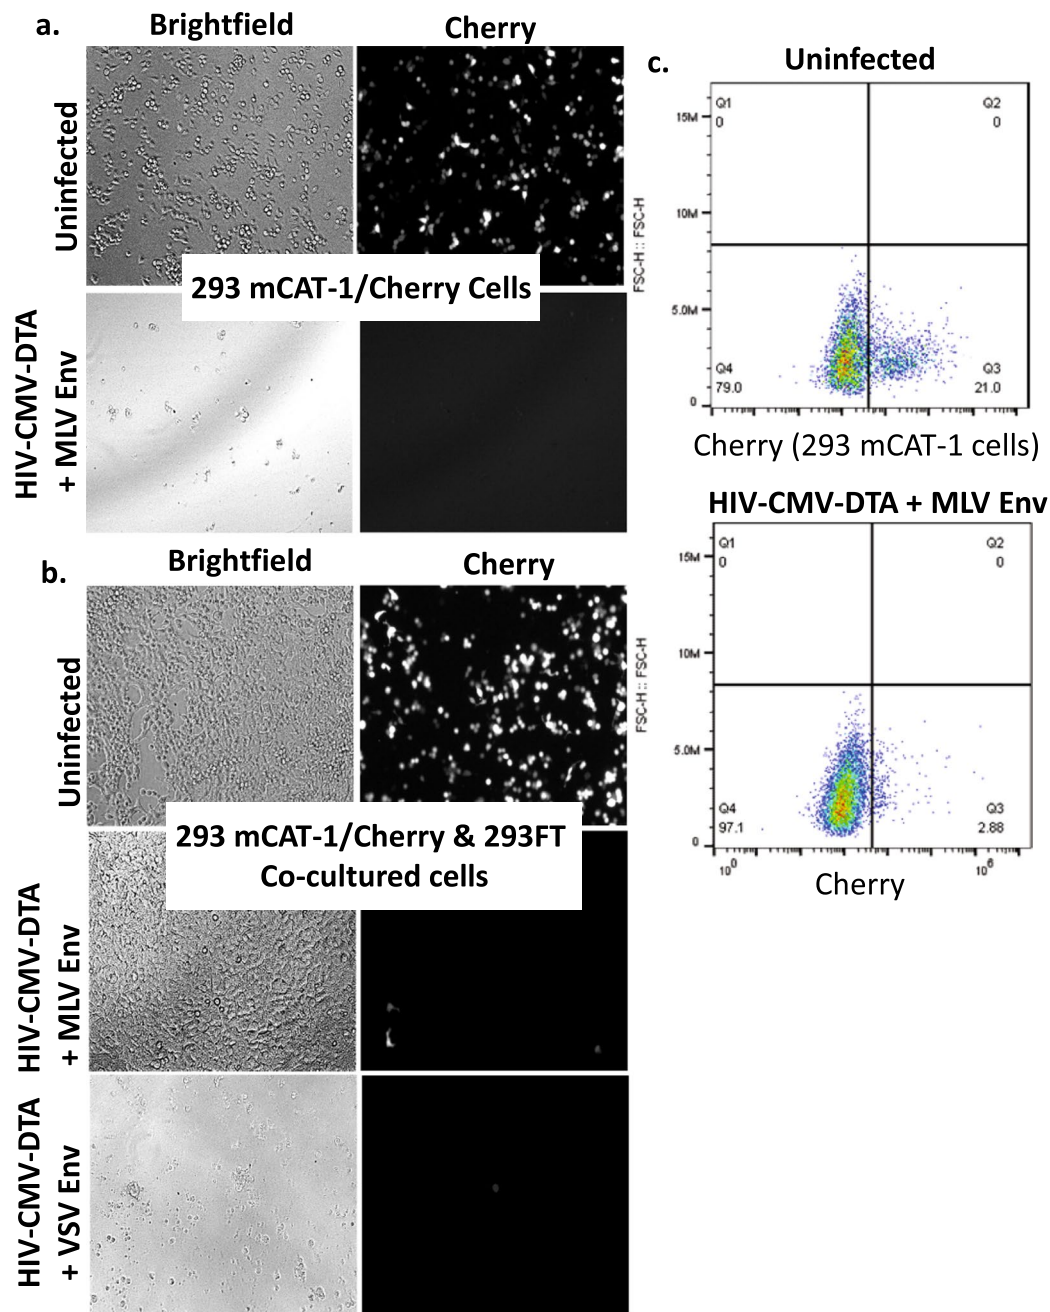 a.
Brightfield
Cherry
Uninfected
293 mCAT-1/Cherry Cells
HIV-CMV-DTA
+ MLV Env
b.
Brightfield
Cherry
Uninfected
293 mCAT-1/Cherry & 293FT
Co-cultured cells
HIV-CMV-DTA
+ MLV Env
HIV-CMV-DTA
+ VSV Env
c.
Uninfected
Q1
0
Q2
0
15M
10M
5.0M
0
FSC-H :: FSC-H
Q4
79.0
Q3
21.0
Cherry (293 mCAT-1 cells)
HIV-CMV-DTA + MLV Env
Q1
0
Q2
0
15M
10M
5.0M
0
FSC-H :: FSC-H
Q4
97.1
Q3
2.88
10^0
10^6
Cherry